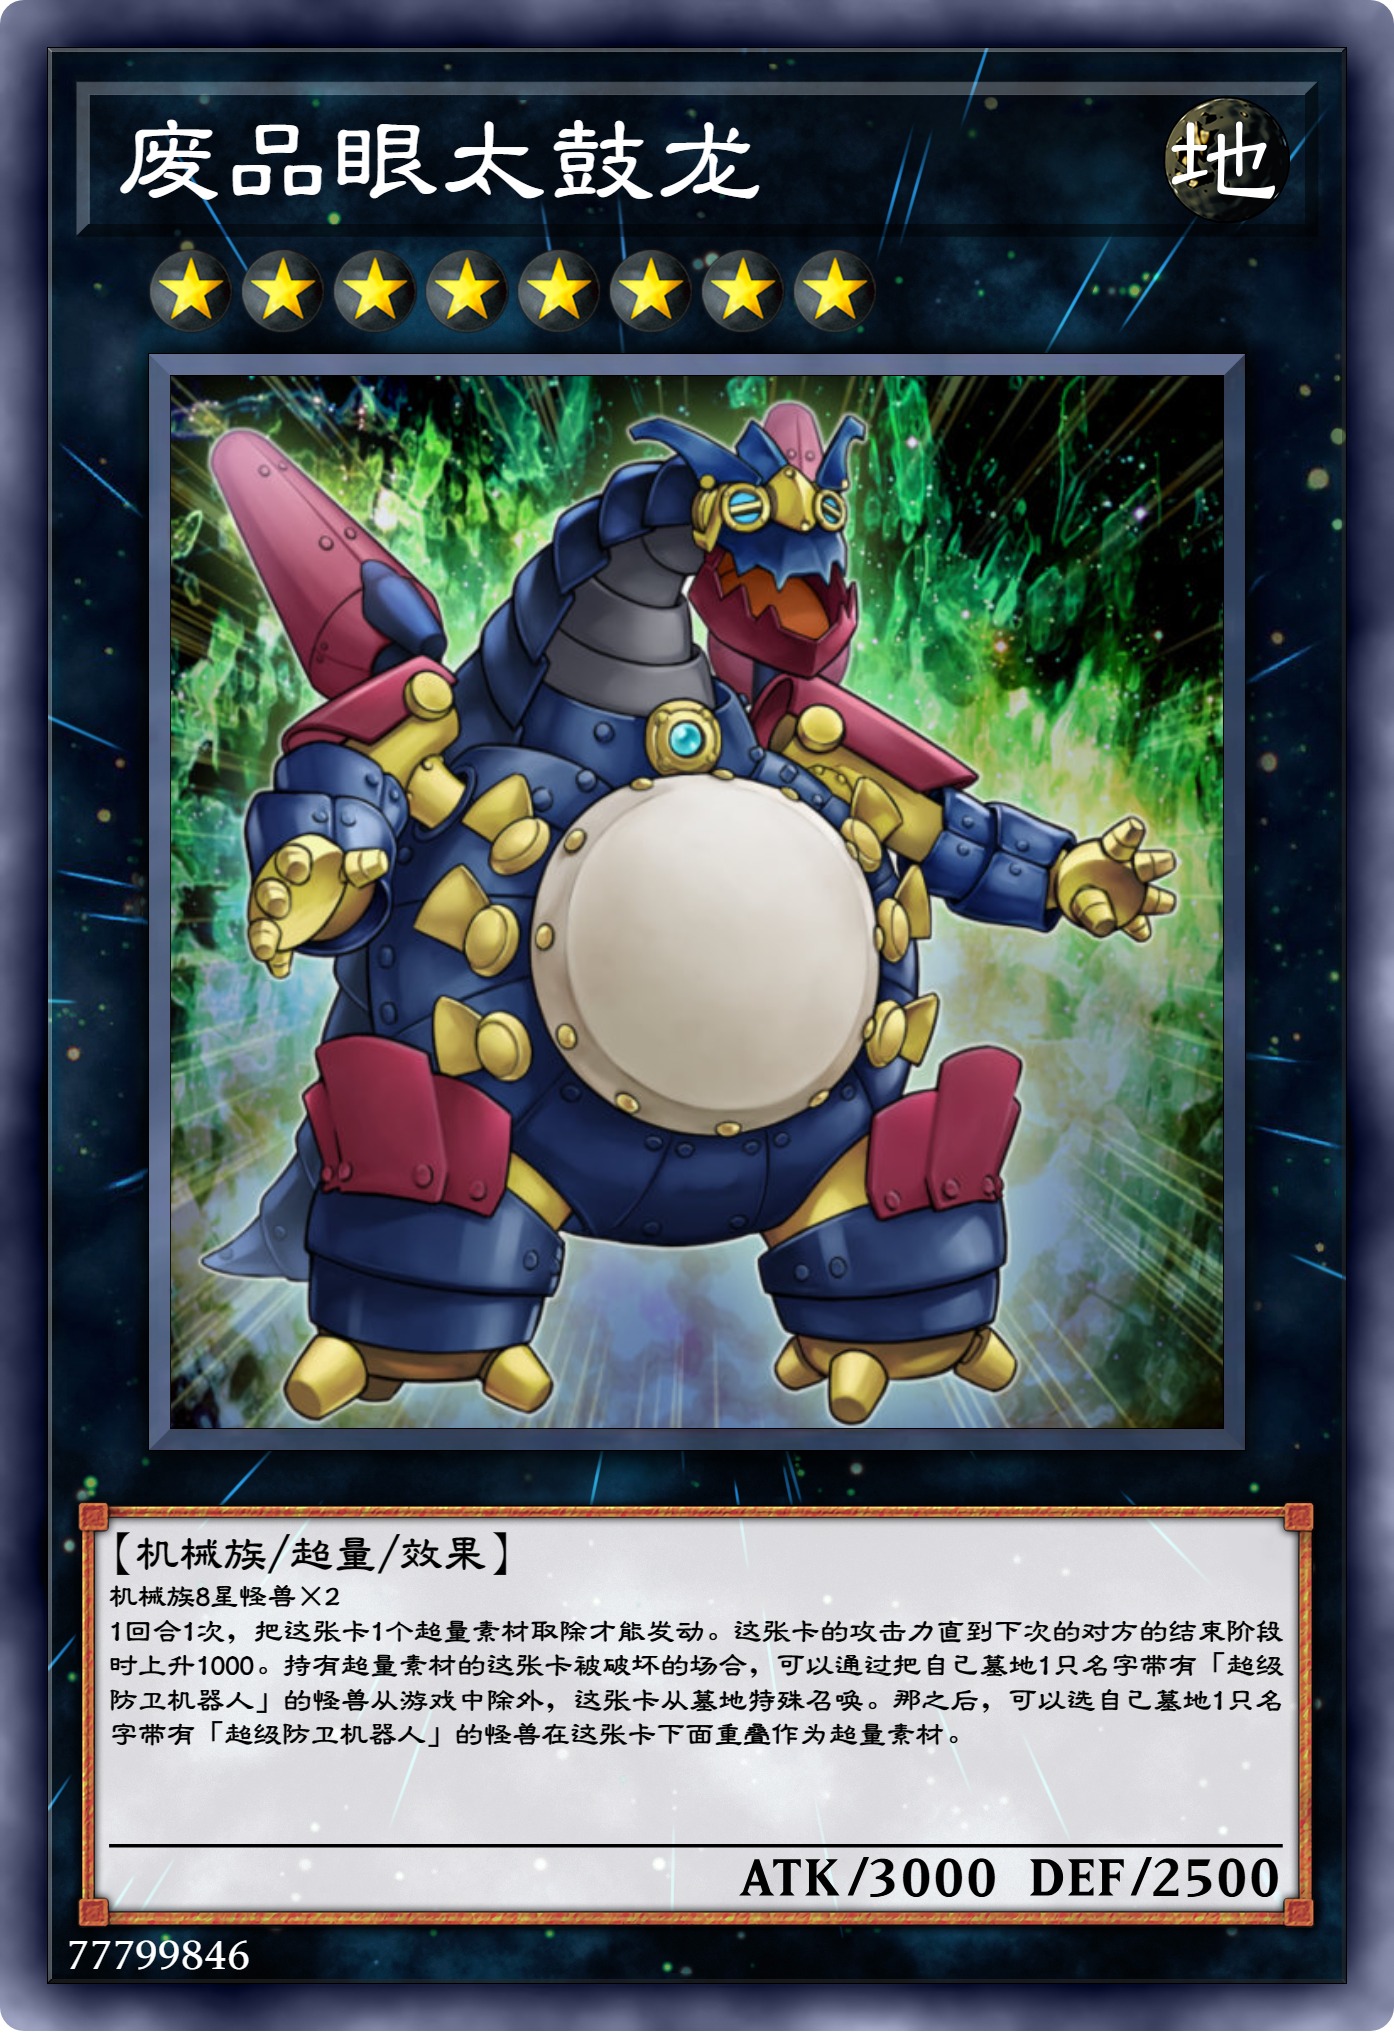 废品眼太鼓龙
地
【机械族/超量/效果】
机械族8星怪兽×2
1回合1次，把这张卡1个超量素材取除才能发动。这张卡的攻击力直到下次的对方的结束阶段
时上升1000。持有超量素材的这张卡被破坏的场合，可以通过把自己墓地1只名字带有「超级
防卫机器人」的怪兽从游戏中除外，这张卡从墓地特殊召唤。那之后，可以选自己墓地1只名
字带有「超级防卫机器人」的怪兽在这张卡下面重叠作为超量素材。
ATK/3000 DEF/2500
77799846